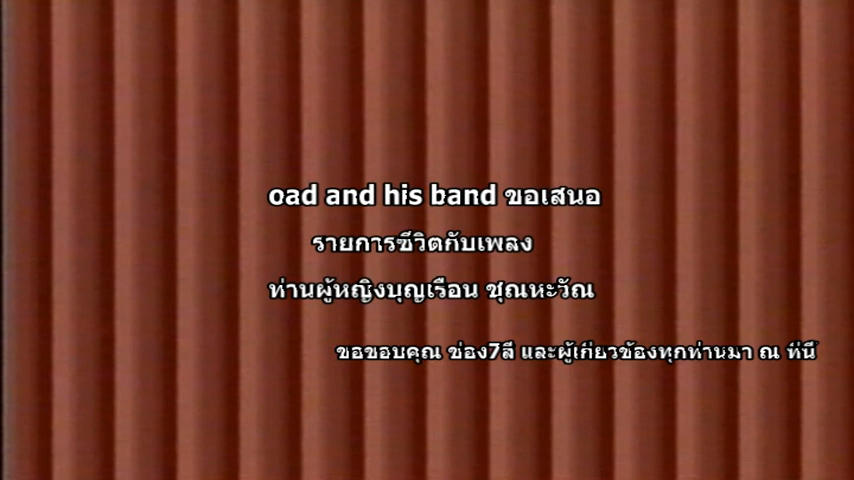 oad and his band ขอเสนอ
รายการชีวิตกับเพลง
ท่านผู้หญิงบุญเรือน ชุณหะวัณ
ขอขอบคุณ ช่อง7สี และผู้เกี่ยวข้องทุกท่านมา ณ ที่นี้